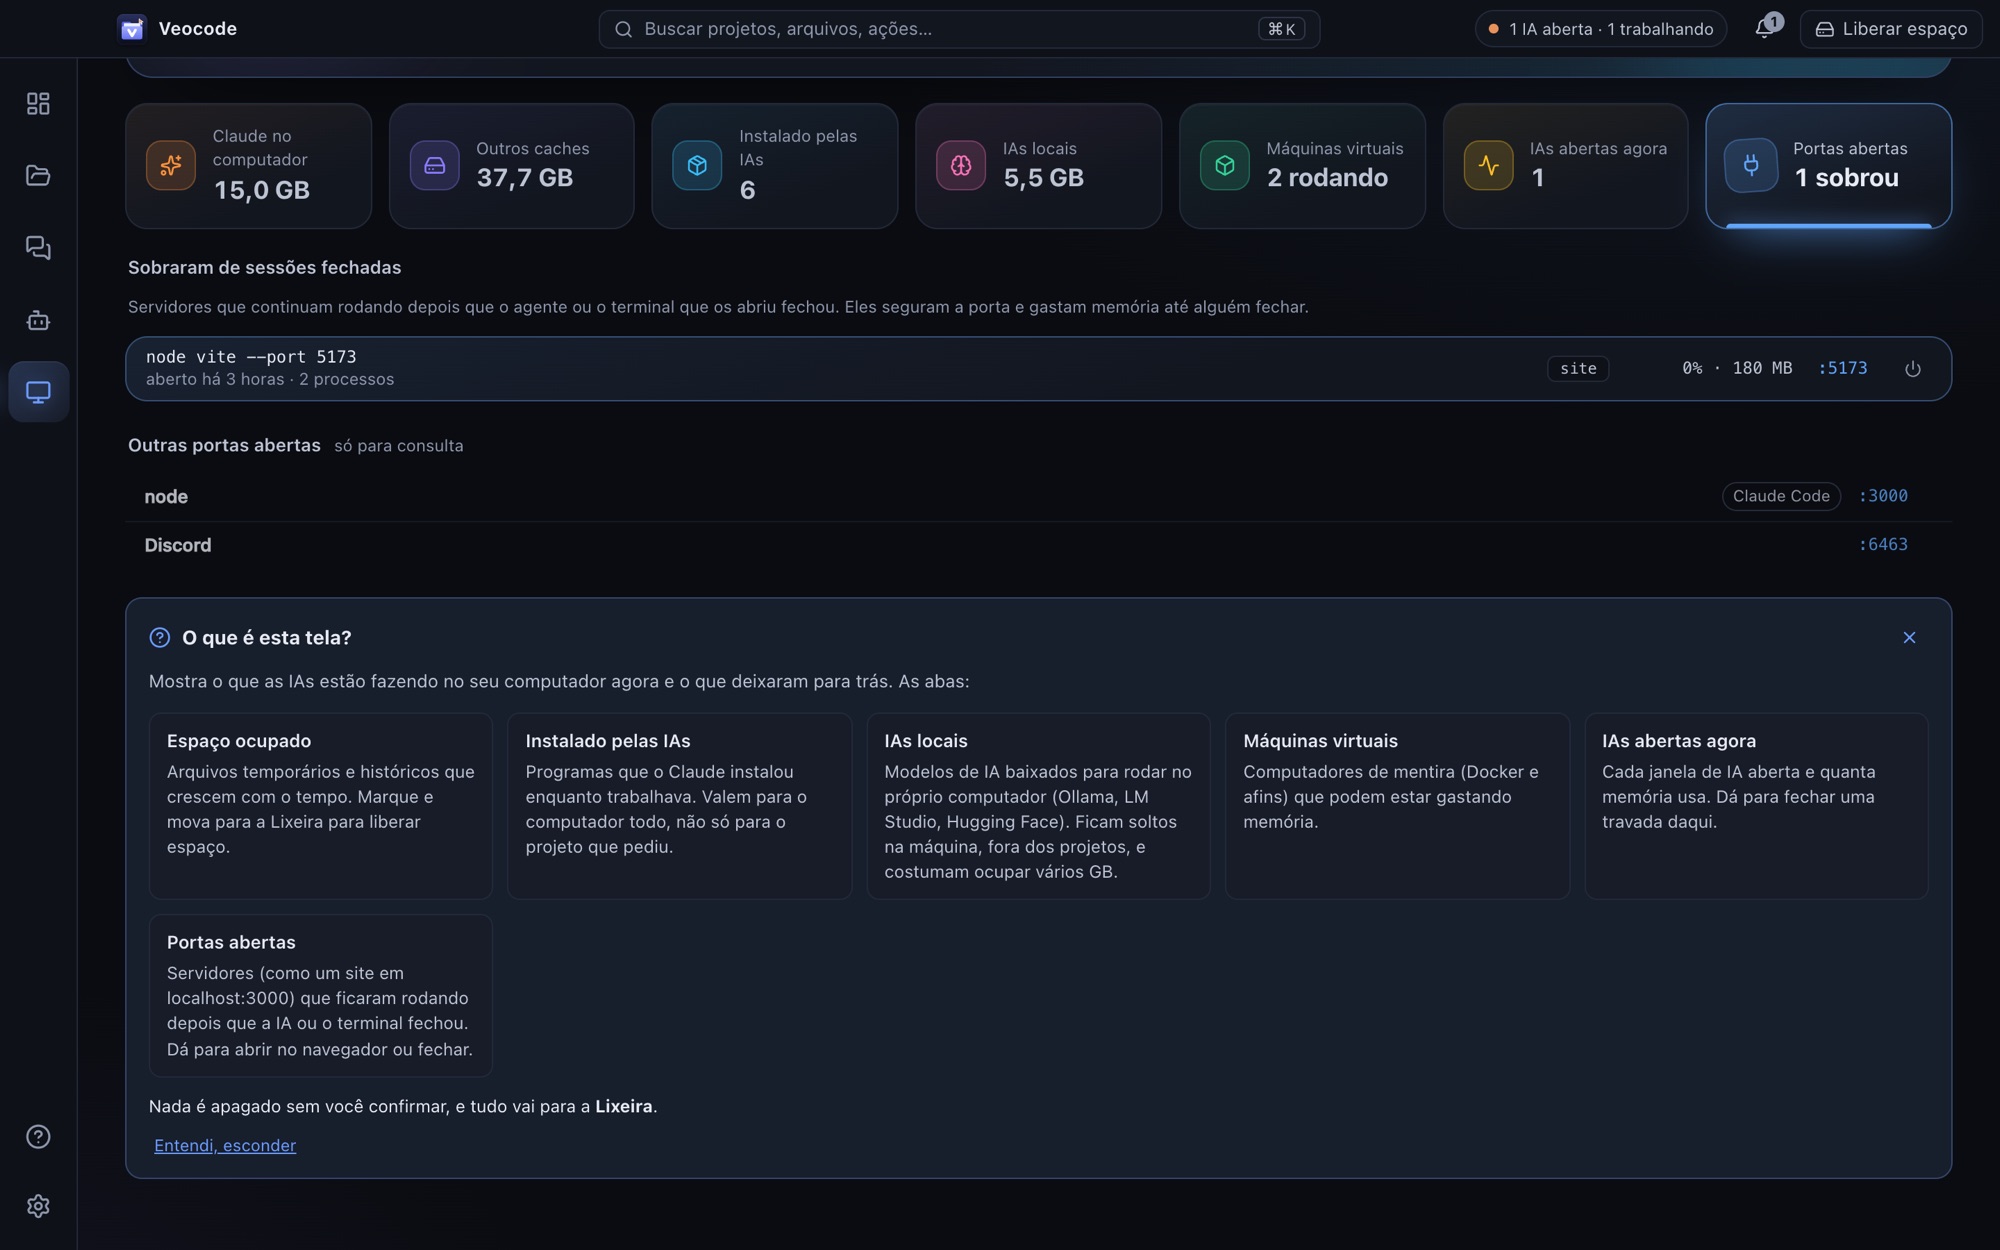 Veocode
Buscar projetos, arquivos, ações...
⌘K
1 IA aberta · 1 trabalhando
1
Liberar espaço
Claude no
computador
15,0 GB
Outros caches
37,7 GB
Instalado pelas
IAs
6
IAs locais
5,5 GB
Máquinas virtuais
2 rodando
IAs abertas agora
1
Portas abertas
1 sobrou
Sobraram de sessões fechadas
Servidores que continuam rodando depois que o agente ou o terminal que os abriu fechou. Eles seguram a porta e gastam memória até alguém fechar.
node vite --port 5173
aberto há 3 horas · 2 processos
site
0% · 180 MB
:5173
Outras portas abertas só para consulta
node
Claude Code
:3000
Discord
:6463
O que é esta tela?
Mostra o que as IAs estão fazendo no seu computador agora e o que deixaram para trás. As abas:
Espaço ocupado
Arquivos temporários e históricos que
crescem com o tempo. Marque e
mova para a Lixeira para liberar
espaço.
Instalado pelas IAs
Programas que o Claude instalou
enquanto trabalhava. Valem para o
computador todo, não só para o
projeto que pediu.
IAs locais
Modelos de IA baixados para rodar no
próprio computador (Ollama, LM
Studio, Hugging Face). Ficam soltos
na máquina, fora dos projetos, e
costumam ocupar vários GB.
Máquinas virtuais
Computadores de mentira (Docker e
afins) que podem estar gastando
memória.
IAs abertas agora
Cada janela de IA aberta e quanta
memória usa. Dá para fechar uma
travada daqui.
Portas abertas
Servidores (como um site em
localhost:3000) que ficaram rodando
depois que a IA ou o terminal fechou.
Dá para abrir no navegador ou fechar.
Nada é apagado sem você confirmar, e tudo vai para a Lixeira.
Entendi, esconder